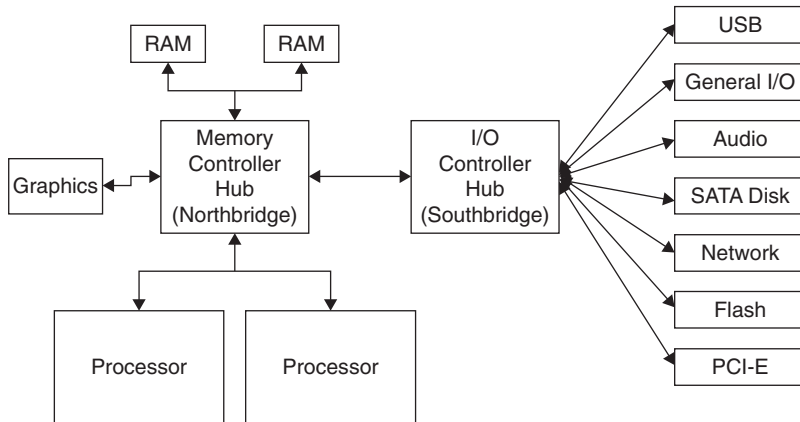 RAM
RAM
Memory
Controller
Hub
(Northbridge)
I/O
Controller
Hub
(Southbridge)
Graphics
Processor
Processor
USB
General I/O
Audio
SATA Disk
Network
Flash
PCI-E